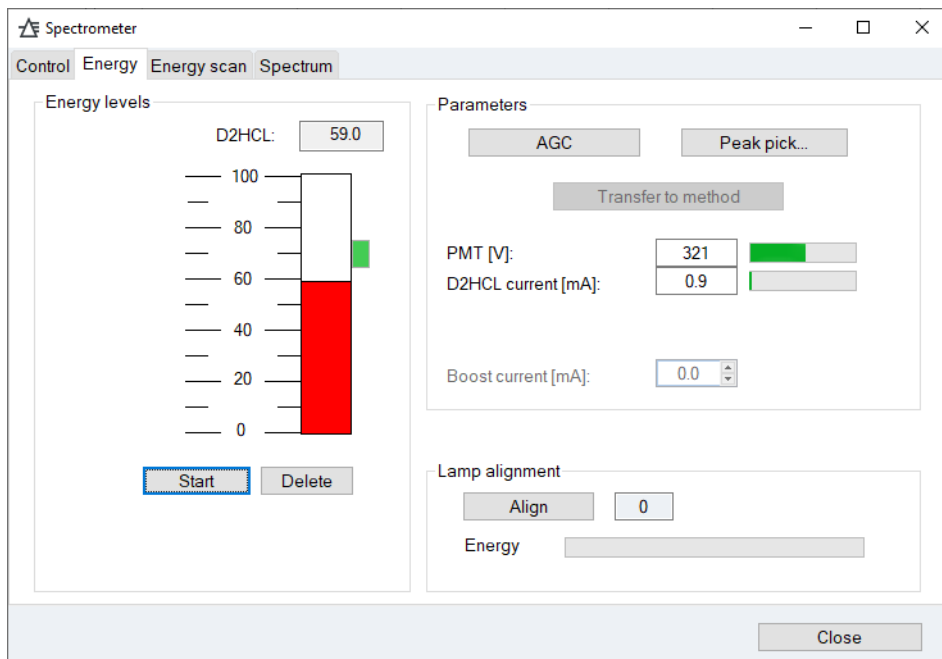 Spectrometer
Control Energy Energy scan Spectrum
Energy levels
D2HCL: 59.0
100
80
60
40
20
0
Start Delete
Parameters
AGC Peak pick...
Transfer to method
PMT [V]: 321
D2HCL current [mA]: 0.9
Boost current [mA]: 0.0
Lamp alignment
Align 0
Energy
Close